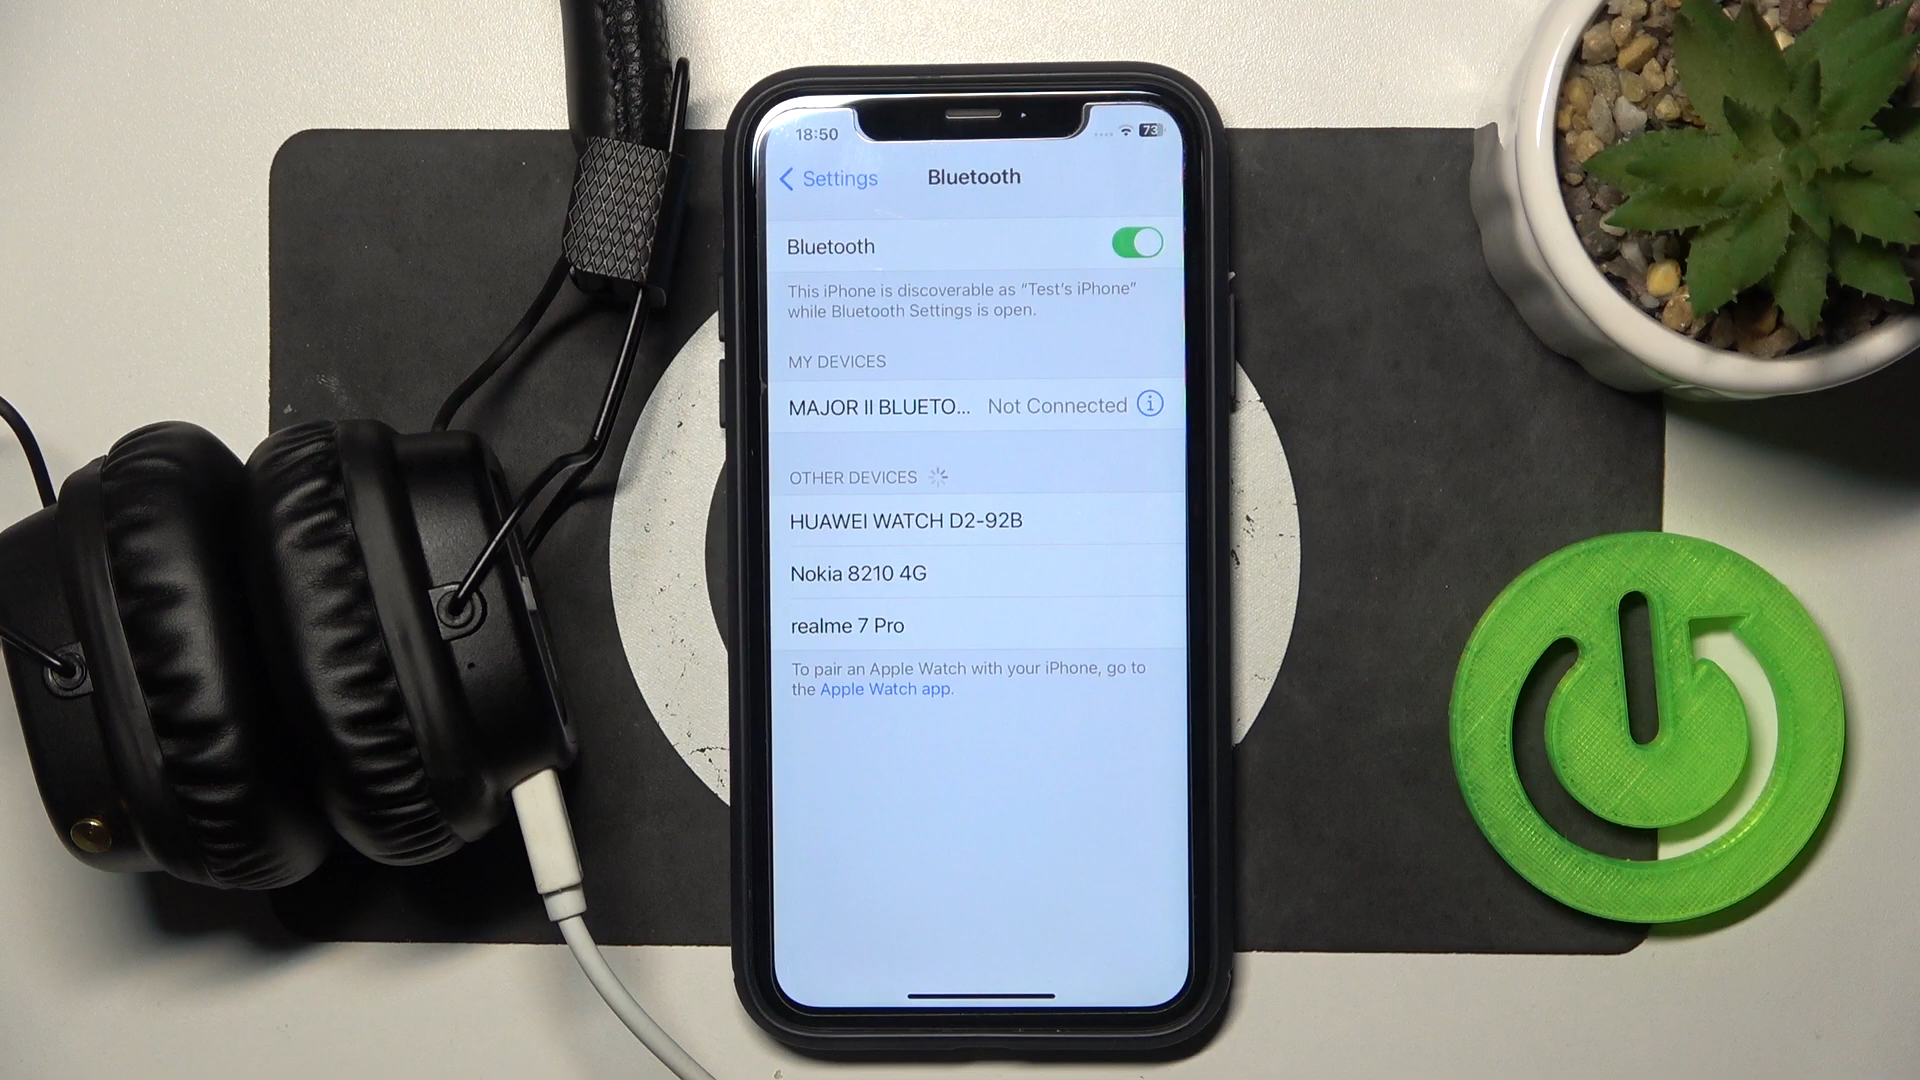 18:50
73
Settings
Bluetooth
Bluetooth
This iPhone is discoverable as “Test’s iPhone”
while Bluetooth Settings is open.
MY DEVICES
MAJOR II BLUETO... Not Connected
OTHER DEVICES
HUAWEI WATCH D2-92B
Nokia 8210 4G
realme 7 Pro
To pair an Apple Watch with your iPhone, go to
the Apple Watch app.